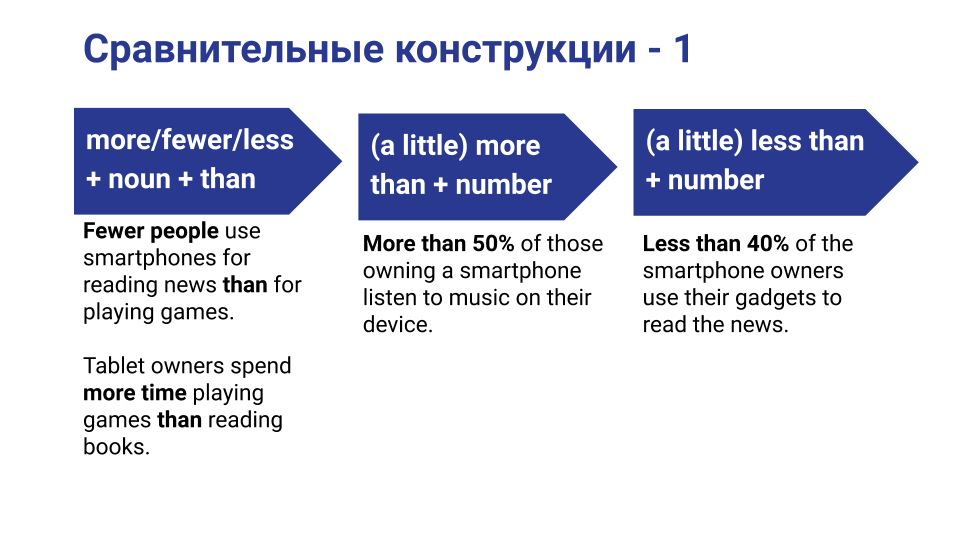 Сравнительные конструкции - 1
more/fewer/less
+ noun + than
Fewer people use
smartphones for
reading news than for
playing games.
Tablet owners spend
more time playing
games than reading
books.
(a little) more
than + number
More than 50% of those
owning a smartphone
listen to music on their
device.
(a little) less than
+ number
Less than 40% of the
smartphone owners
use their gadgets to
read the news.